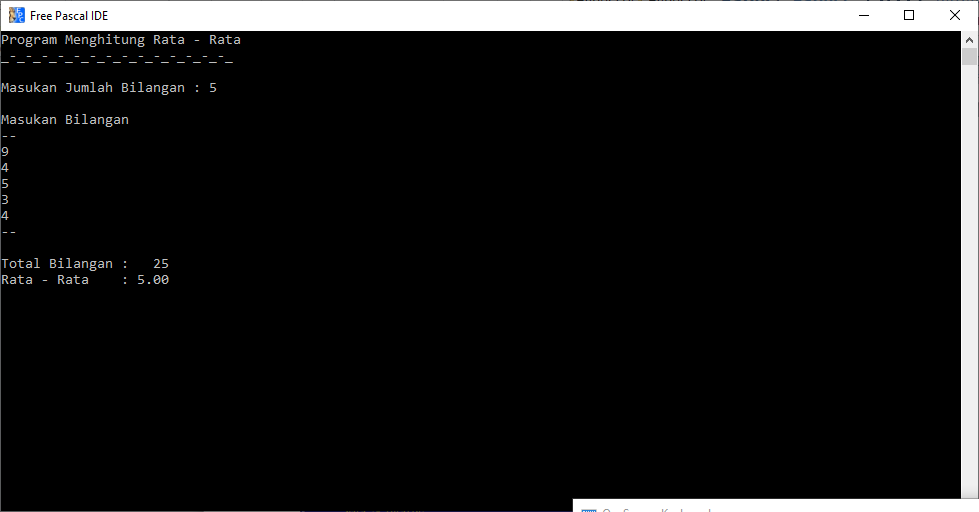 Free Pascal IDE
Program Menghitung Rata - Rata
_-_-_-_-_-_-_-_-_-_-_-_-_-_-_
Masukan Jumlah Bilangan : 5
Masukan Bilangan
--
9
4
5
3
4
--
Total Bilangan :   25
Rata - Rata    : 5.00